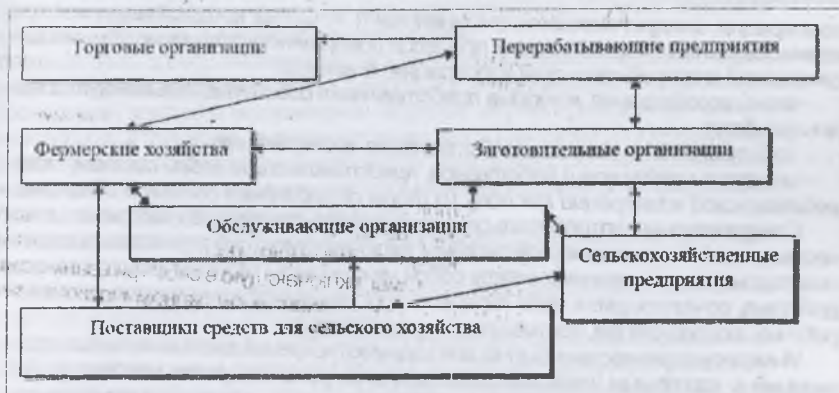 Торговые организации
Перерабатывающие предприятия
Фермерские хозяйства
Заготовительные организации
Обслуживающие организации
Сельскохозяйственные
предприятия
Поставщики средств для сельского хозяйства